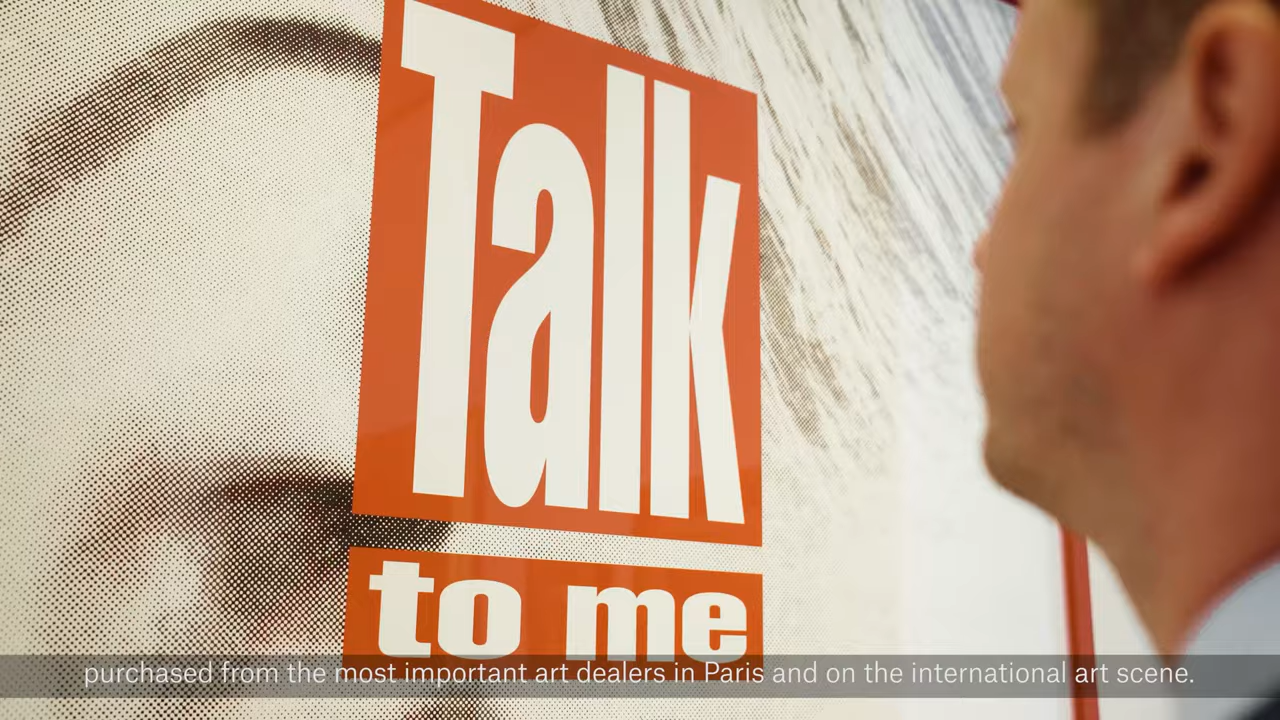 Talk
to me
purchased from the most important art dealers in Paris and on the international art scene.